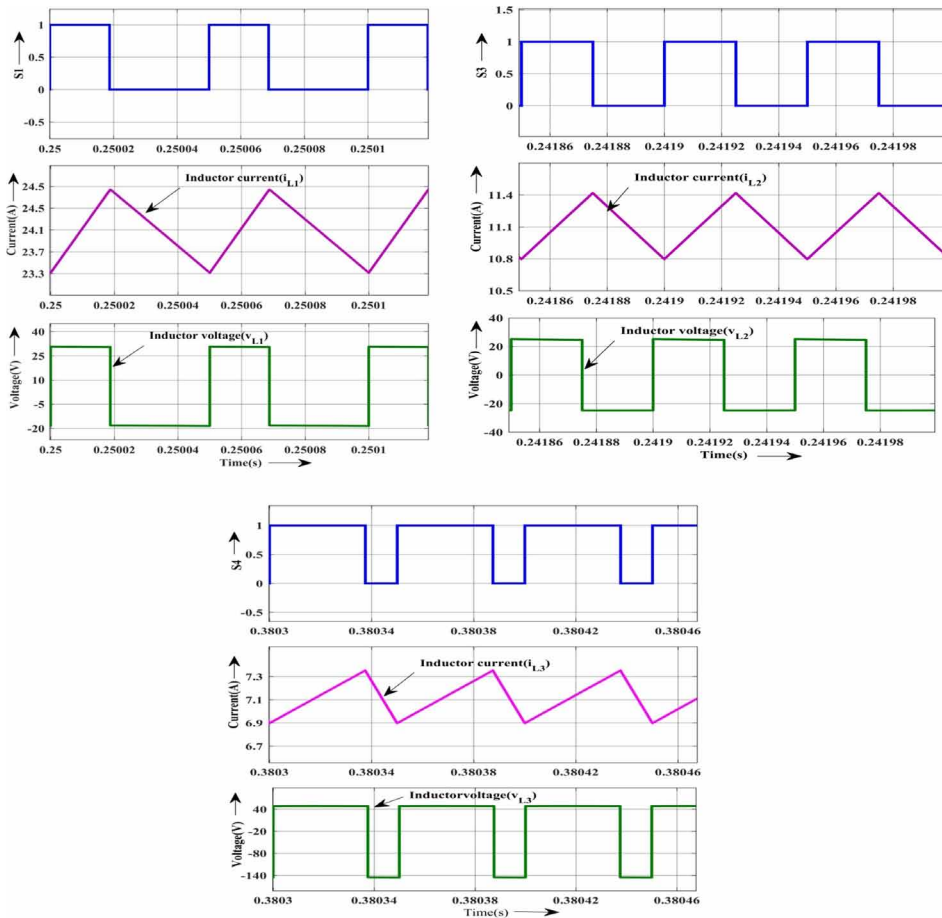 S1
1
0.5
0
-0.5
0.25 0.25002 0.25004 0.25006 0.25008 0.2501
Current(A)
24.5
24.5
24.1
23.7
23.3
Inductor current(iL1)
0.25 0.25002 0.25004 0.25006 0.25008 0.2501
Voltage(V)
40
25
10
-5
-20
Inductor voltage(vL1)
0.25 0.25002 0.25004 0.25006 0.25008 0.2501
Time(s)
S3
1.5
1
0.5
0
0.24186 0.24188 0.2419 0.24192 0.24194 0.24196 0.24198
Current(A)
11.4
11.1
10.8
10.5
Inductor current(iL2)
0.24186 0.24188 0.2419 0.24192 0.24194 0.24196 0.24198
Voltage(V)
40
20
0
-20
-40
Inductor voltage(vL2)
0.24186 0.24188 0.2419 0.24192 0.24194 0.24196 0.24198
Time(s)
S4
1
0.5
0
-0.5
0.3803 0.38034 0.38038 0.38042 0.38046
Current(A)
7.3
7.1
6.9
6.7
Inductor current(iL3)
0.3803 0.38034 0.38038 0.38042 0.38046
Voltage(V)
40
-20
-80
-140
Inductorvoltage(vL3)
0.3803 0.38034 0.38038 0.38042 0.38046
Time(s)